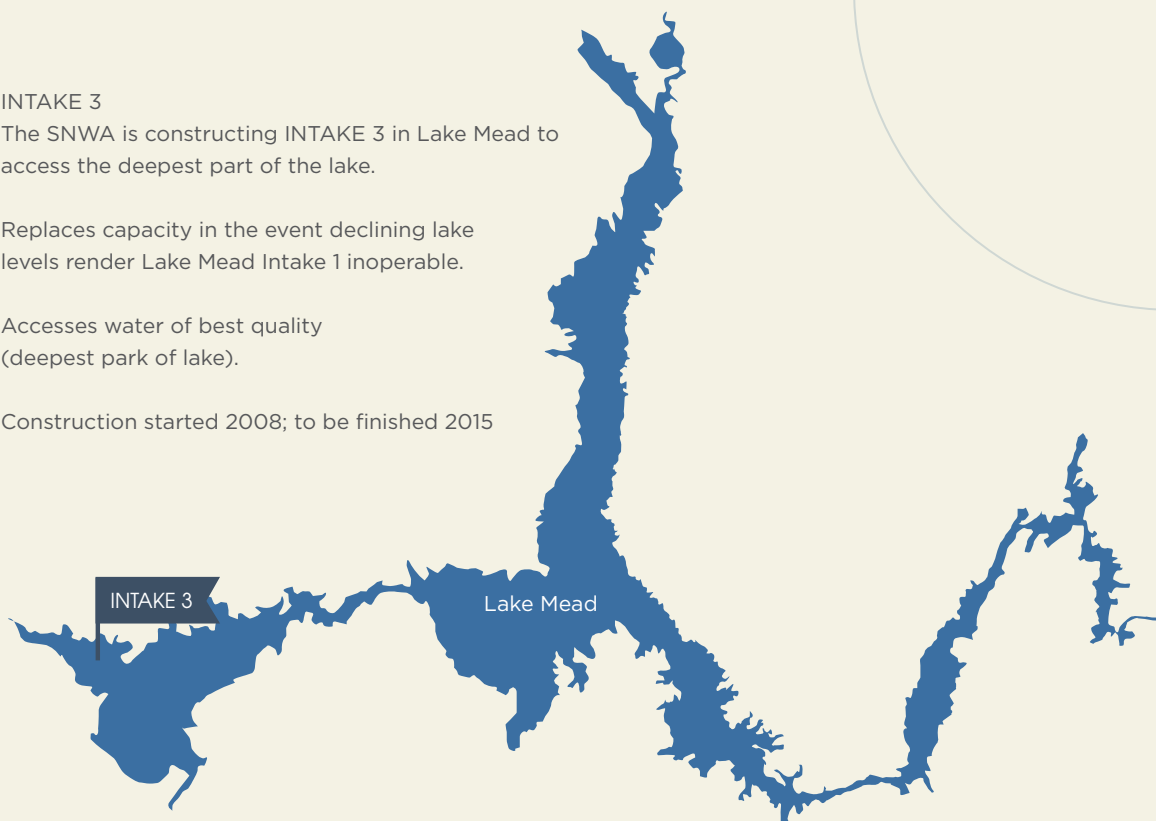 INTAKE 3
The SNWA is constructing INTAKE 3 in Lake Mead to
access the deepest part of the lake.
Replaces capacity in the event declining lake
levels render Lake Mead Intake 1 inoperable.
Accesses water of best quality
(deepest park of lake).
Construction started 2008; to be finished 2015
INTAKE 3
Lake Mead